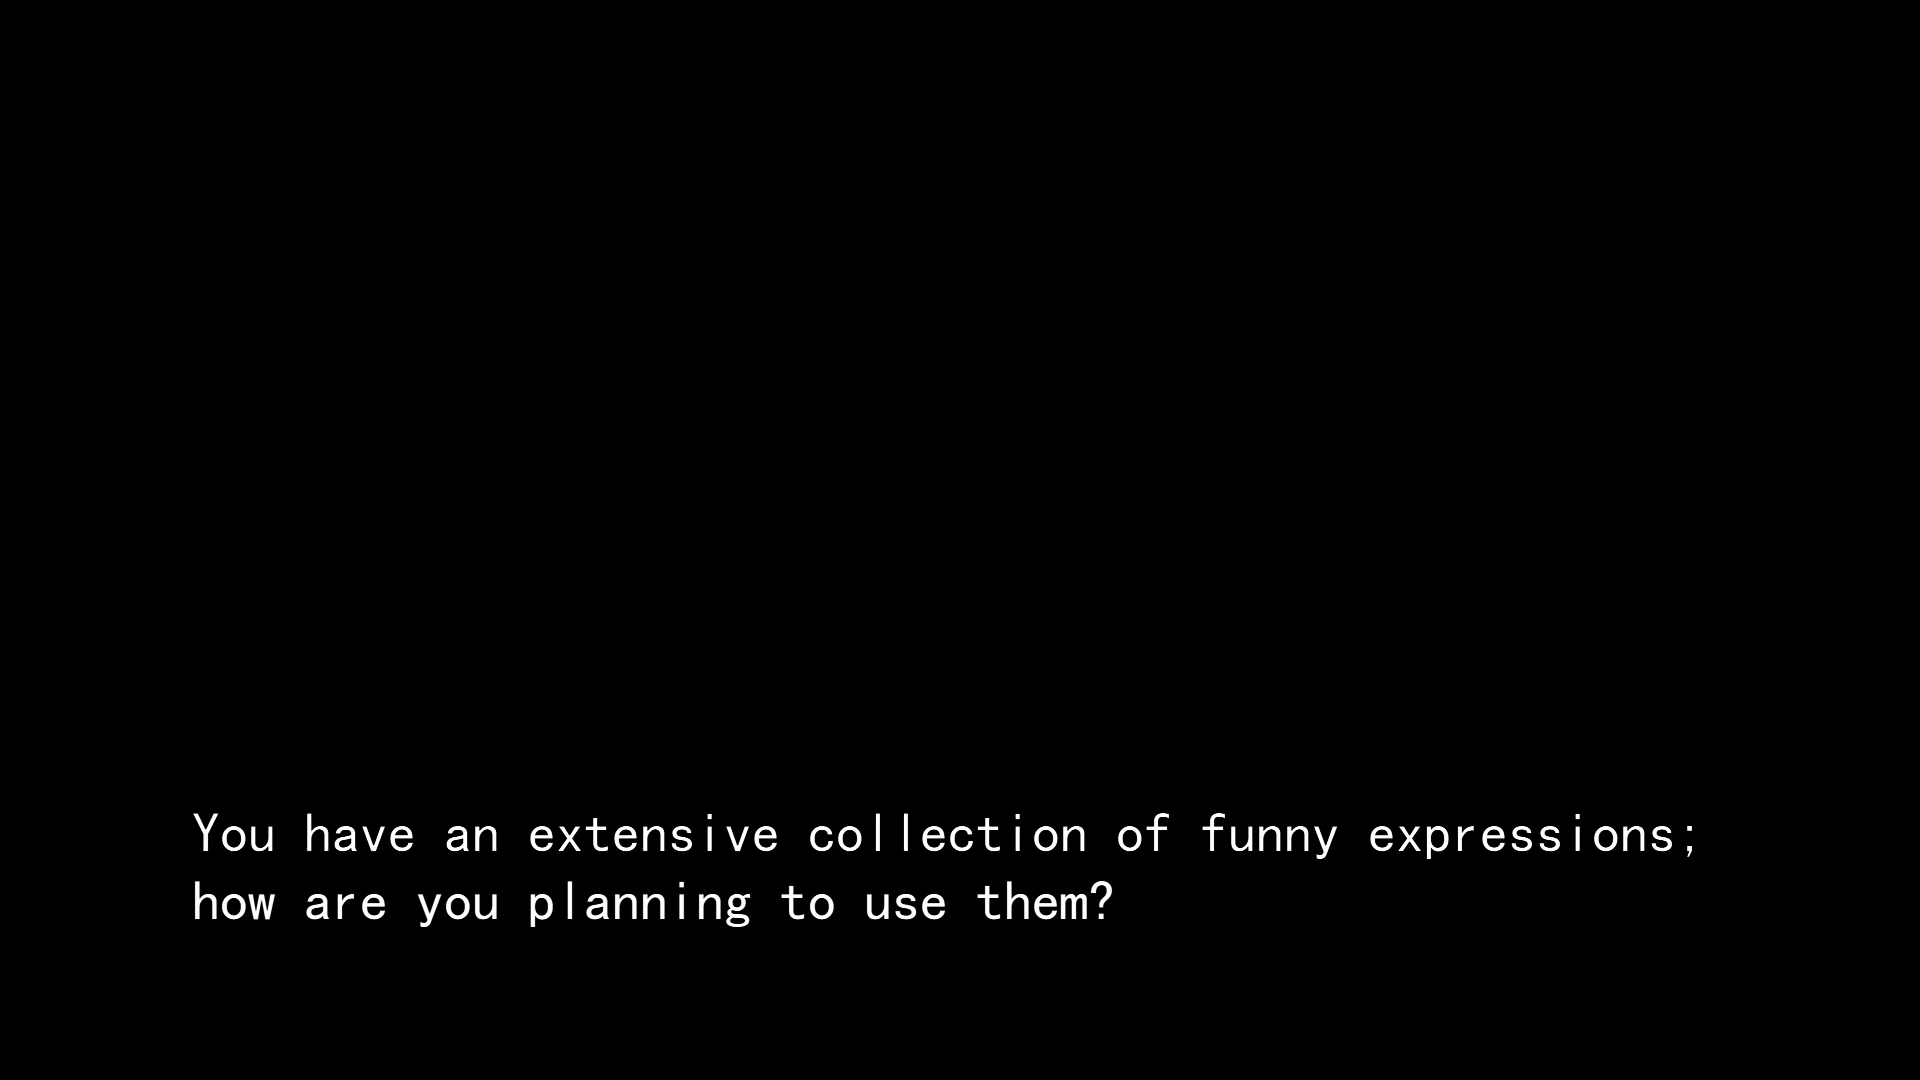 You have an extensive collection of funny expressions;
how are you planning to use them?